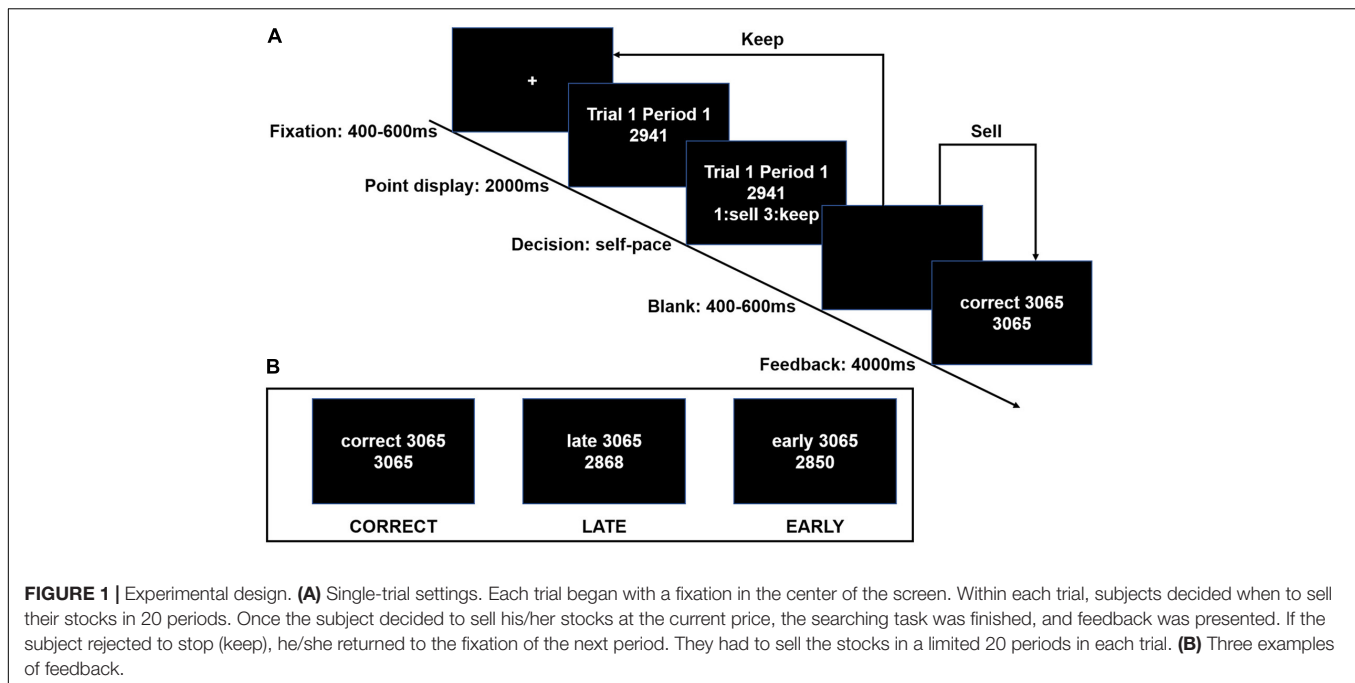 A
Keep
+
Fixation: 400-600ms
Trial 1 Period 1
2941
Sell
Point display: 2000ms
Trial 1 Period 1
2941
1:sell 3:keep
Decision: self-pace
Blank: 400-600ms
correct 3065
3065
Feedback: 4000ms
B
correct 3065
3065
CORRECT
late 3065
2868
LATE
early 3065
2850
EARLY
FIGURE 1 | Experimental design. (A) Single-trial settings. Each trial began with a fixation in the center of the screen. Within each trial, subjects decided when to sell
their stocks in 20 periods. Once the subject decided to sell his/her stocks at the current price, the searching task was finished, and feedback was presented. If the
subject rejected to stop (keep), he/she returned to the fixation of the next period. They had to sell the stocks in a limited 20 periods in each trial. (B) Three examples
of feedback.